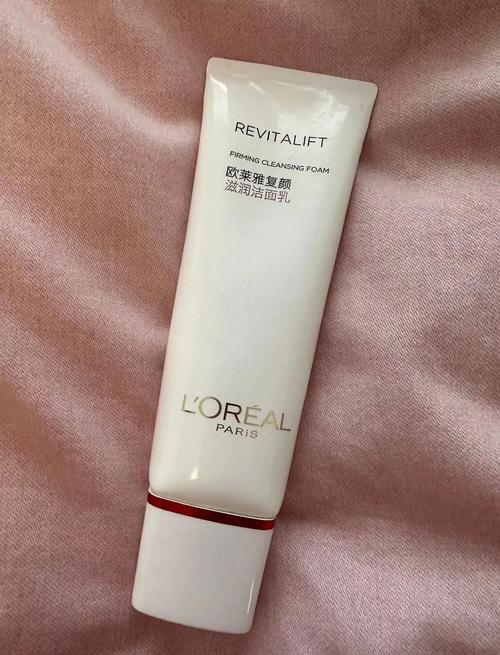 REVITALIFT
FIRMING CLEANSING FOAM
欧莱雅复颜
滋润洁面乳
L'ORÉAL
PARIS